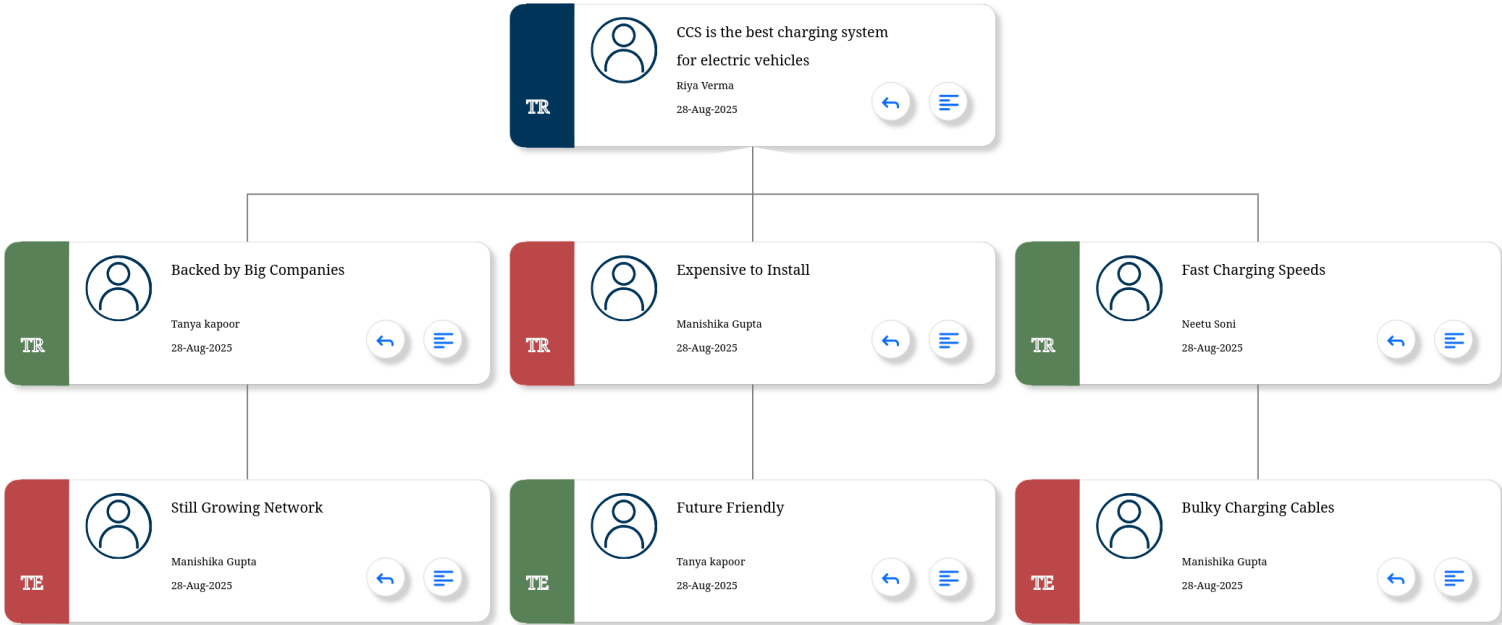 CCS is the best charging system
for electric vehicles
Riya Verma
28-Aug-2025
TR
Backed by Big Companies
Tanya kapoor
28-Aug-2025
TR
Expensive to Install
Manishika Gupta
28-Aug-2025
TR
Fast Charging Speeds
Neetu Soni
28-Aug-2025
TR
Still Growing Network
Manishika Gupta
28-Aug-2025
TE
Future Friendly
Tanya kapoor
28-Aug-2025
TE
Bulky Charging Cables
Manishika Gupta
28-Aug-2025
TE